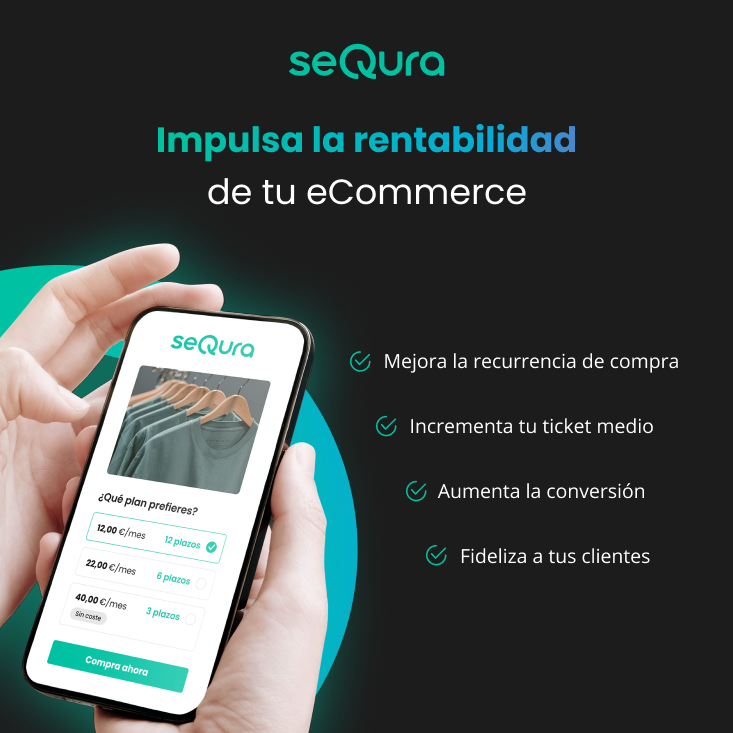 seQura
Impulsa la rentabilidad
de tu eCommerce
seQura
¿Qué plan prefieres?
12,00 €/mes 12 plazos
22,00 €/mes 6 plazos
40,00 €/mes 3 plazos
Sin coste
Compra ahora
Mejora la recurrencia de compra
Incrementa tu ticket medio
Aumenta la conversión
Fideliza a tus clientes